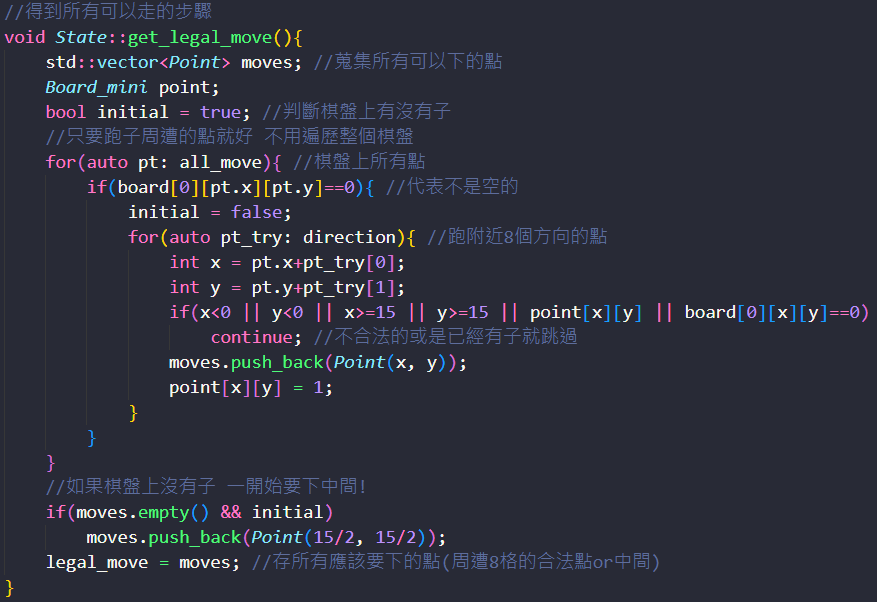 //得到所有可以走的步驟
void State::get_legal_move(){
    std::vector<Point> moves; //蒐集所有可以下的點
    Board_mini point;
    bool initial = true; //判斷棋盤上有沒有子
    //只要跑子周遭的點就好 不用遍歷整個棋盤
    for(auto pt: all_move){ //棋盤上所有點
        if(board[0][pt.x][pt.y]==0){ //代表不是空的
            initial = false;
            for(auto pt_try: direction){ //跑附近8個方向的點
                int x = pt.x+pt_try[0];
                int y = pt.y+pt_try[1];
                if(x<0 || y<0 || x>=15 || y>=15 || point[x][y] || board[0][x][y]==0)
                    continue; //不合法的或是已經有子就跳過
                moves.push_back(Point(x, y));
                point[x][y] = 1;
            }
        }
    }
    //如果棋盤上沒有子 一開始要下中間!
    if(moves.empty() && initial)
        moves.push_back(Point(15/2, 15/2));
    legal_move = moves; //存所有應該要下的點(周遭8格的合法點or中間)
}